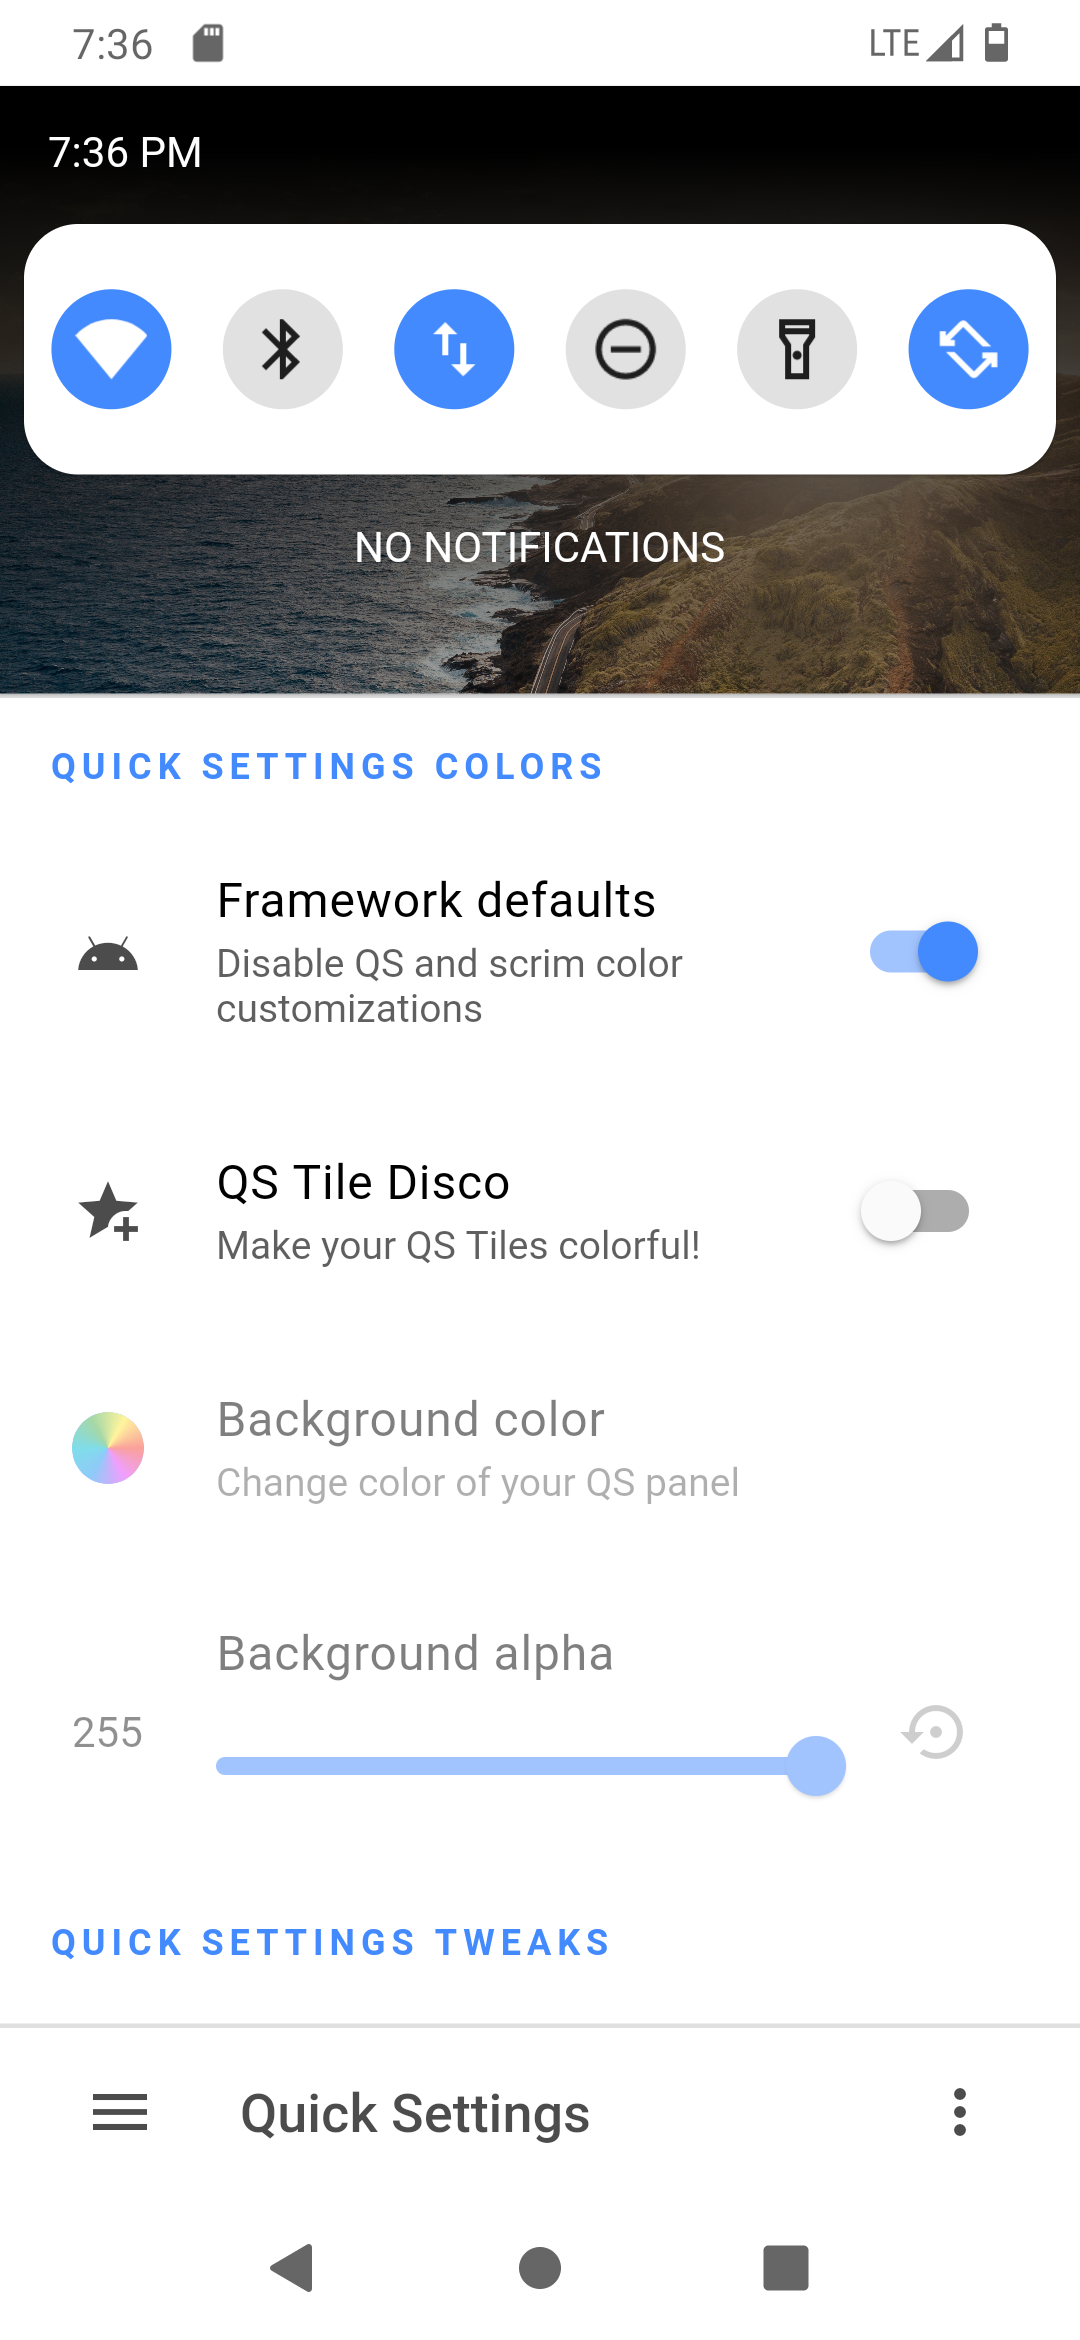 7:36
LTE
7:36 PM
NO NOTIFICATIONS
QUICK SETTINGS COLORS
Framework defaults
Disable QS and scrim color
customizations
QS Tile Disco
Make your QS Tiles colorful!
Background color
Change color of your QS panel
Background alpha
255
QUICK SETTINGS TWEAKS
Quick Settings